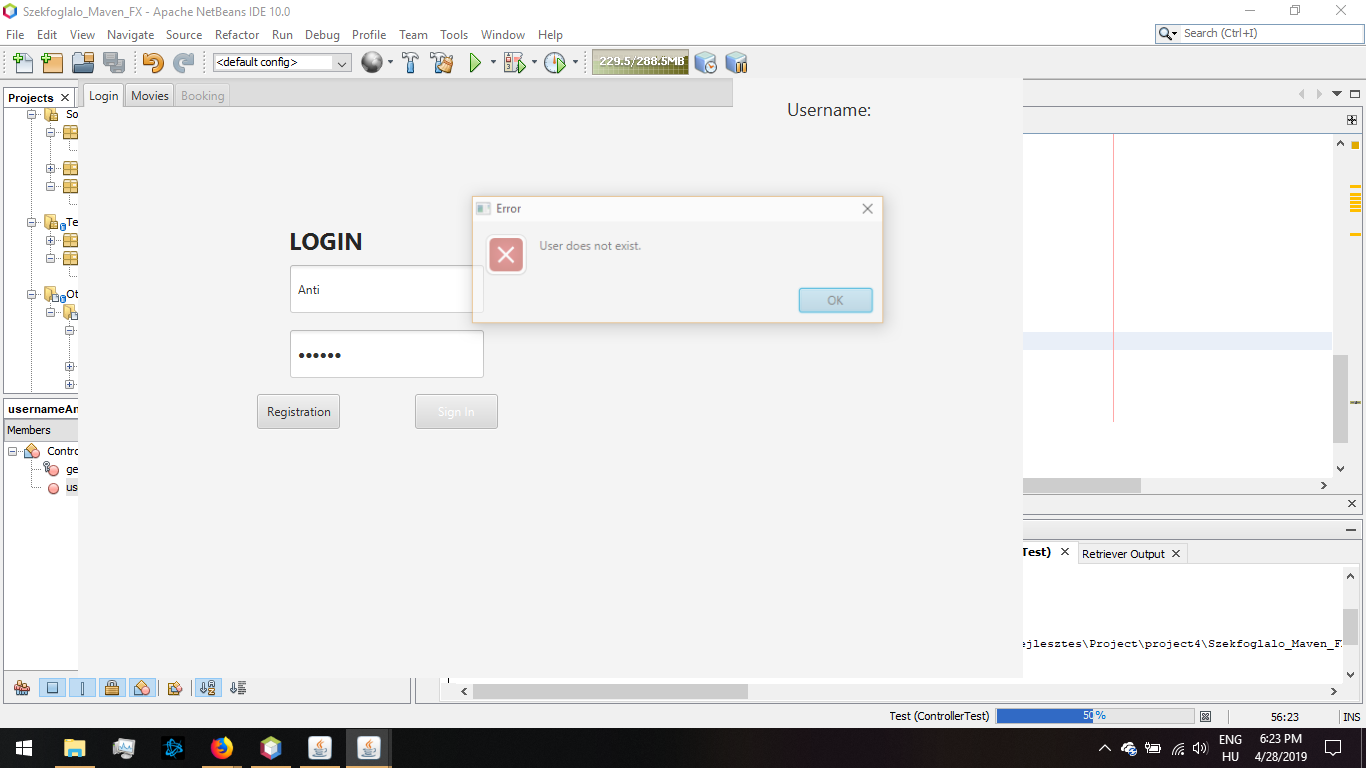 Szekfoglalo_Maven_FX - Apache NetBeans IDE 10.0
File Edit View Navigate Source Refactor Run Debug Profile Team Tools Window Help
Search (Ctrl+I)
<default config>
229.5/288.5MB
Projects
Login Movies Booking
Username:
So
Te
Ot
Error
User does not exist.
OK
LOGIN
Anti
Registration Sign In
usernameAn
Members
Contro
ge
us
Test)
Retriever Output
ejlesztes\Project\project4\Szekfoglalo_Maven_F
Test (ControllerTest)
50%
56:23
INS
ENG
HU
6:23 PM
4/28/2019